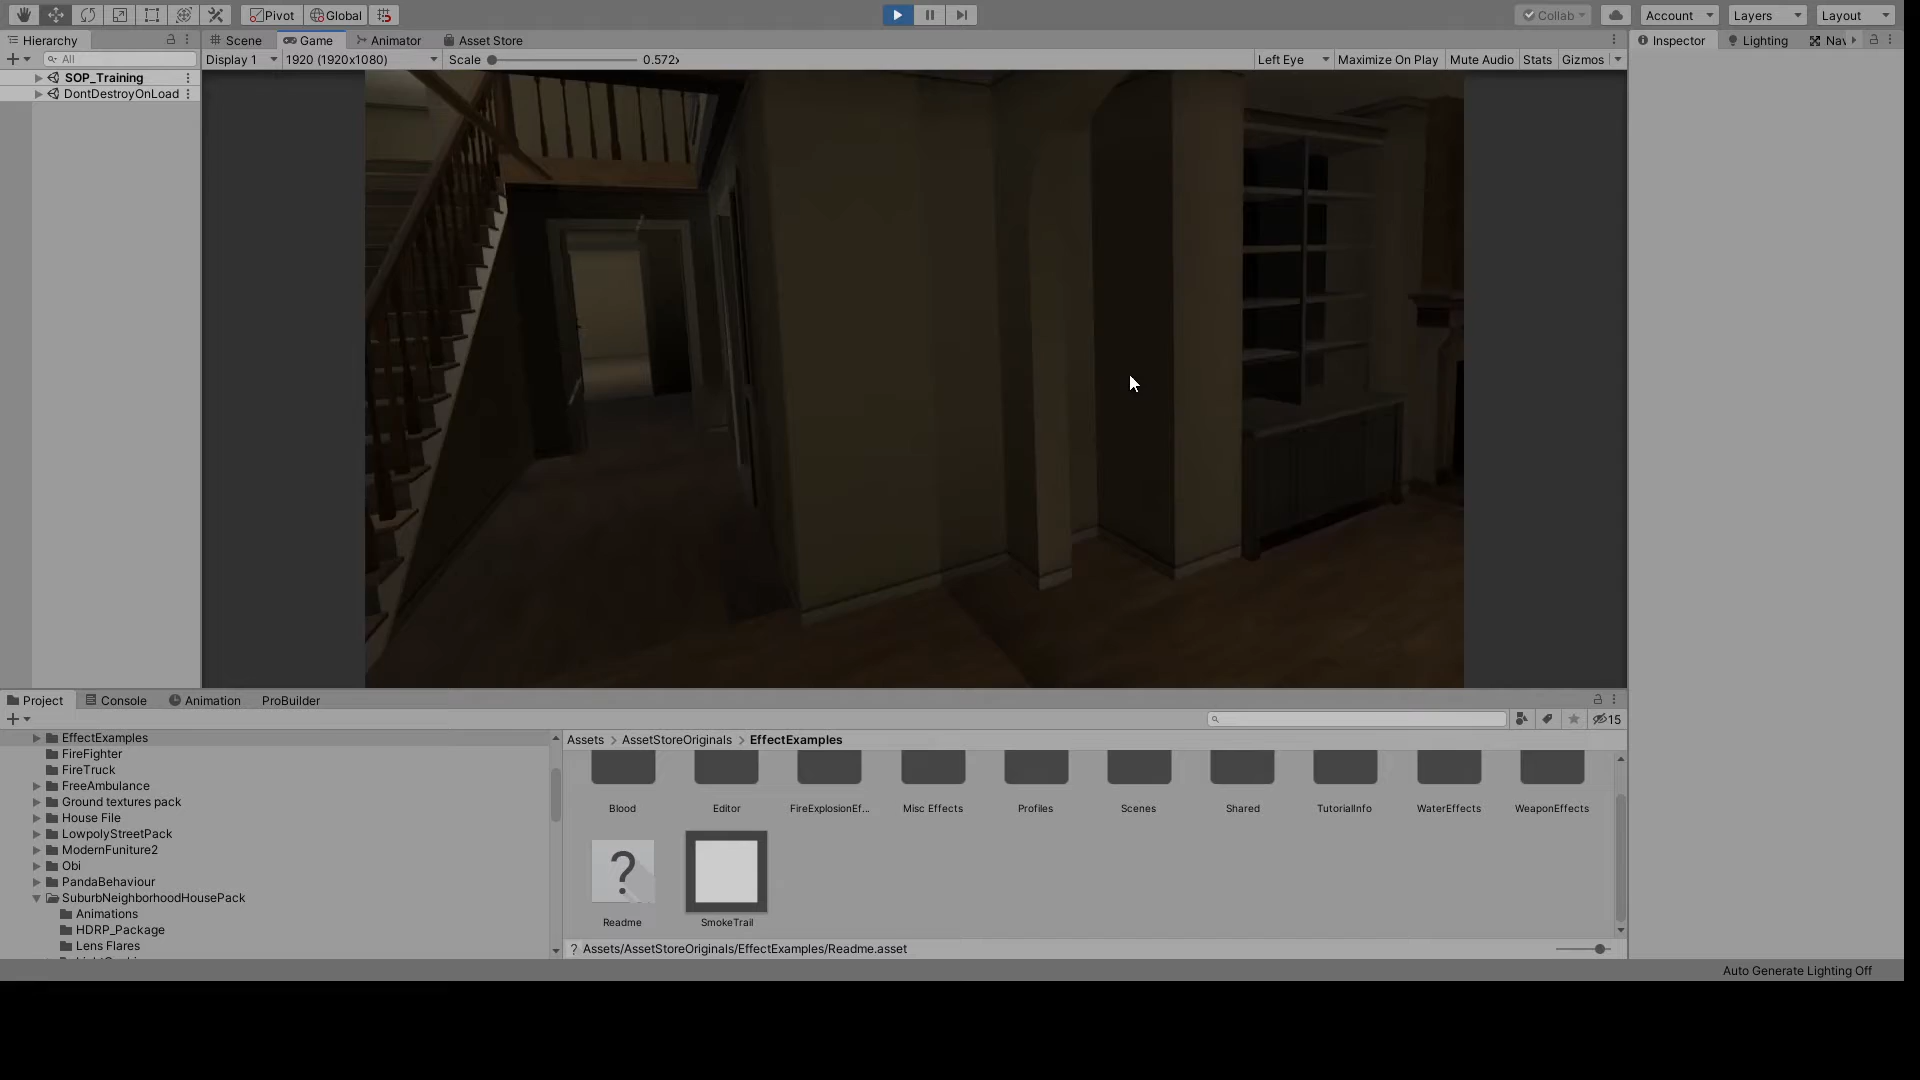 Pivot Global Collab Account Layers Layout
Hierarchy Scene Game Animator Asset Store Inspector Lighting Nav
All Display 1 1920 (1920x1080) Scale 0.572x Left Eye Maximize On Play Mute Audio Stats Gizmos
SOP_Training
DontDestroyOnLoad
Project Console Animation ProBuilder
15
EffectExamples
FireFighter
FireTruck
FreeAmbulance
Ground textures pack
House File
LowpolyStreetPack
ModernFuniture2
Obi
PandaBehaviour
SuburbNeighborhoodHousePack
Animations
HDRP_Package
Lens Flares
Assets > AssetStoreOriginals > EffectExamples
Blood Editor FireExplosionEf... Misc Effects Profiles Scenes Shared TutorialInfo WaterEffects WeaponEffects
Readme SmokeTrail
Assets/AssetStoreOriginals/EffectExamples/Readme.asset
Auto Generate Lighting Off